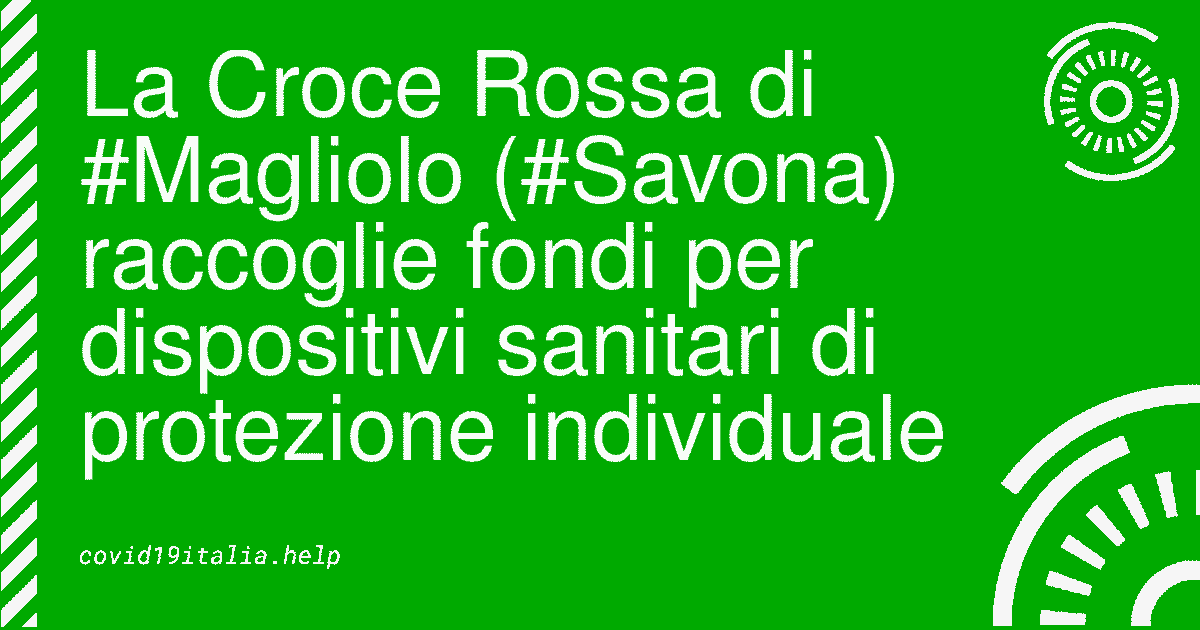 La Croce Rossa di
#Magliolo (#Savona)
raccoglie fondi per
dispositivi sanitari di
protezione individuale
covid19italia.help